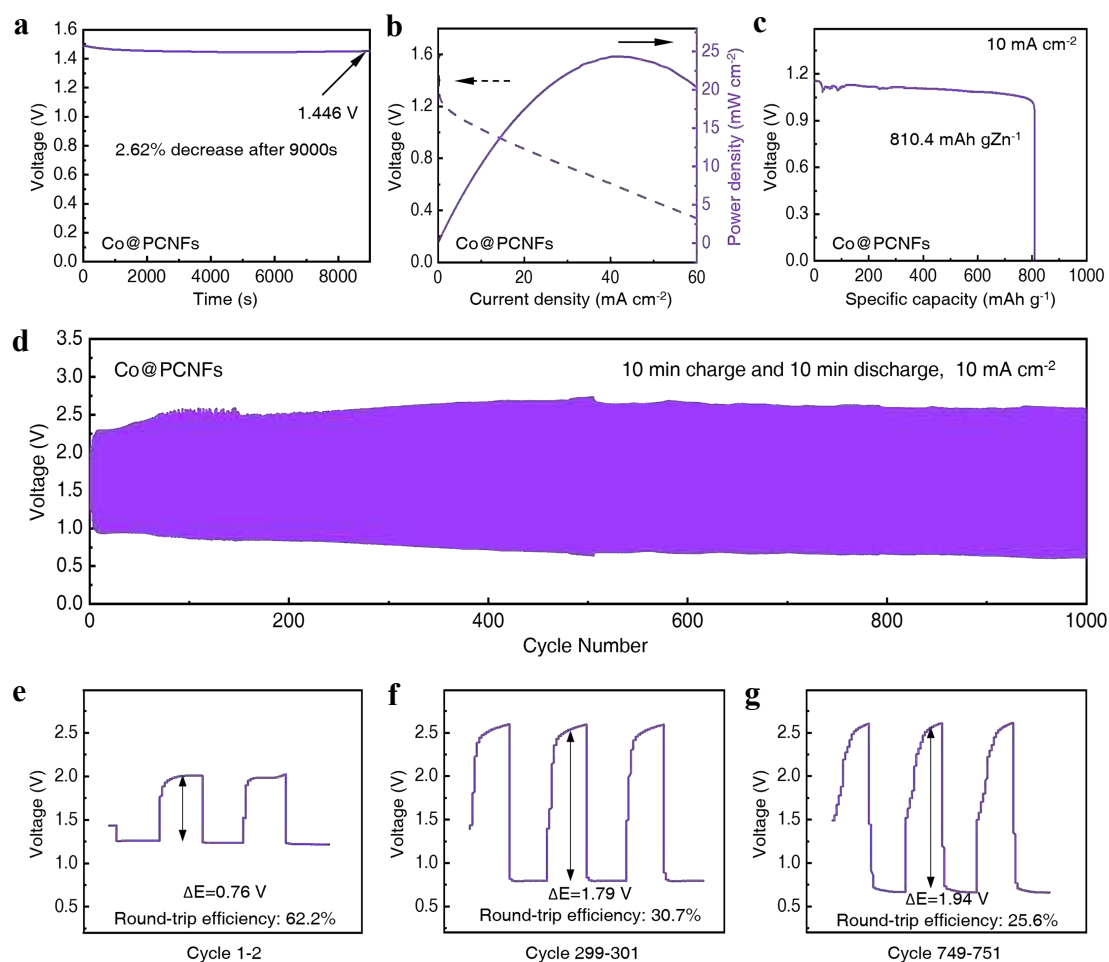 a
1.6
1.4
1.2
1.0
0.8
0.6
0.4
0.2
0.0
Voltage (V)
1.446 V
2.62% decrease after 9000s
Co@PCNFs
0 2000 4000 6000 8000
Time (s)
b
1.8
1.4
1.2
0.8
0.4
0.0
Voltage (V)
25
20
15
10
5
0
Power density (mW cm-2)
Co@PCNFs
0 20 40 60
Current density (mA cm-2)
c
10 mA cm-2
1.2
0.9
0.6
0.3
0.0
Voltage (V)
810.4 mAh gZn-1
Co@PCNFs
0 200 400 600 800 1000
Specific capacity (mAh g-1)
d
3.5
3.0
2.5
2.0
1.5
1.0
0.5
0.0
Voltage (V)
Co@PCNFs
10 min charge and 10 min discharge, 10 mA cm-2
0 200 400 600 800 1000
Cycle Number
e
2.5
2.0
1.5
1.0
0.5
Voltage (V)
ΔE=0.76 V
Round-trip efficiency: 62.2%
Cycle 1-2
f
2.5
2.0
1.5
1.0
0.5
Voltage (V)
ΔE=1.79 V
Round-trip efficiency: 30.7%
Cycle 299-301
g
2.5
2.0
1.5
1.0
0.5
Voltage (V)
ΔE=1.94 V
Round-trip efficiency: 25.6%
Cycle 749-751